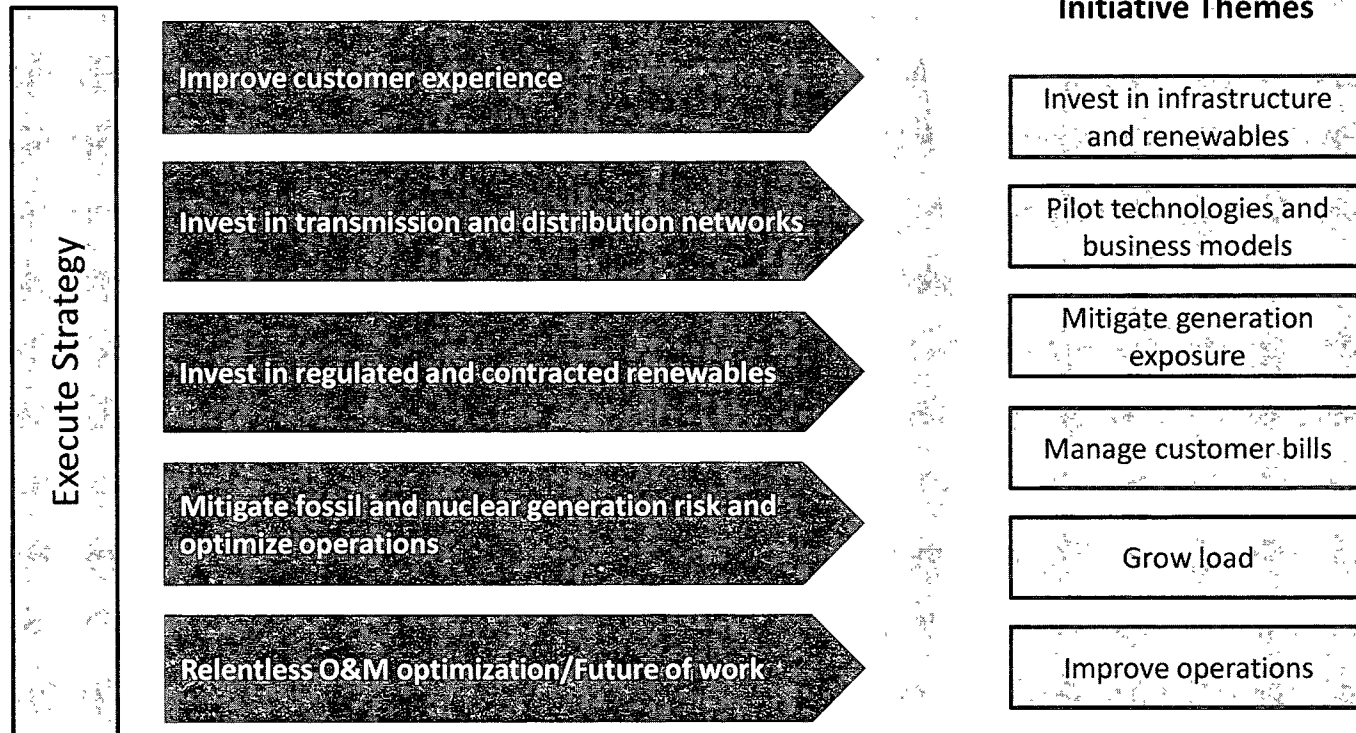 Initiative Themes
Execute Strategy
Improve customer experience
Invest in transmission and distribution networks
Invest in regulated and contracted renewables
Mitigate fossil and nuclear generation risk and
optimize operations
Relentless O&M optimization/Future of work
Invest in infrastructure
and renewables
Pilot technologies and
business models
Mitigate generation
exposure
Manage customer bills
Grow load
Improve operations